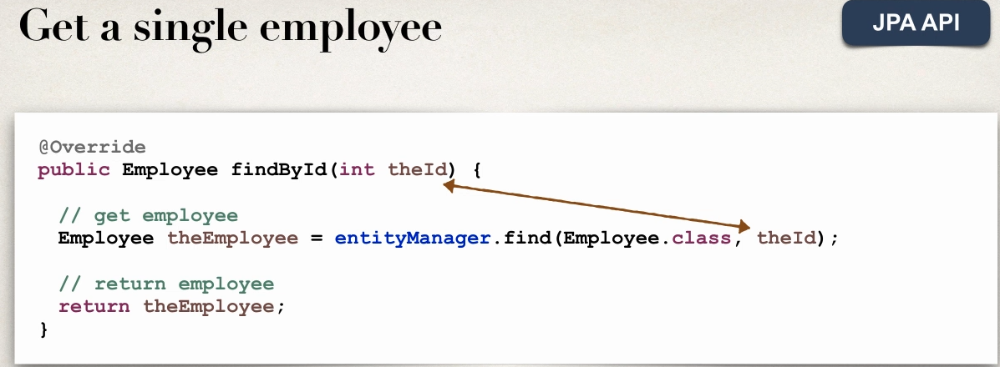 Get a single employee
JPA API
@Override
public Employee findById(int theId) {
// get employee
Employee theEmployee = entityManager.find(Employee.class, theId);
// return employee
return theEmployee;
}